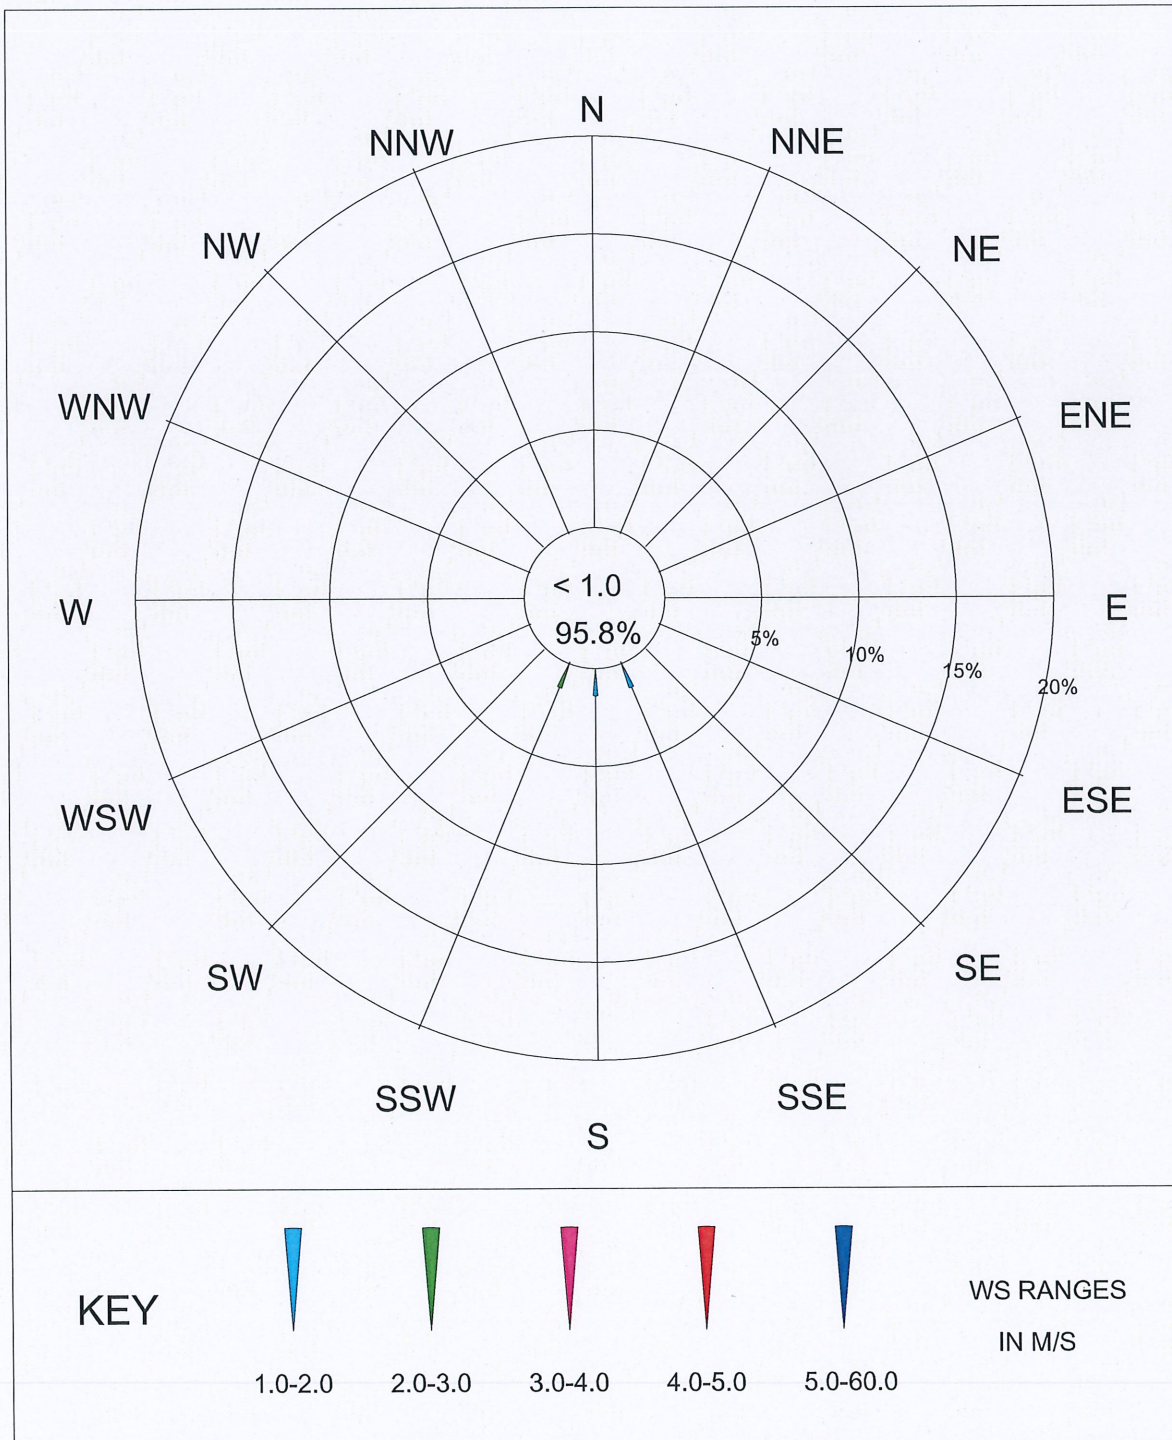 N
NNW
NNE
NW
NE
WNW
ENE
< 1.0
95.8%
W
E
5%
10%
15%
20%
WSW
ESE
SW
SE
SSW
SSE
S
KEY
WS RANGES
IN M/S
1.0-2.0
2.0-3.0
3.0-4.0
4.0-5.0
5.0-60.0